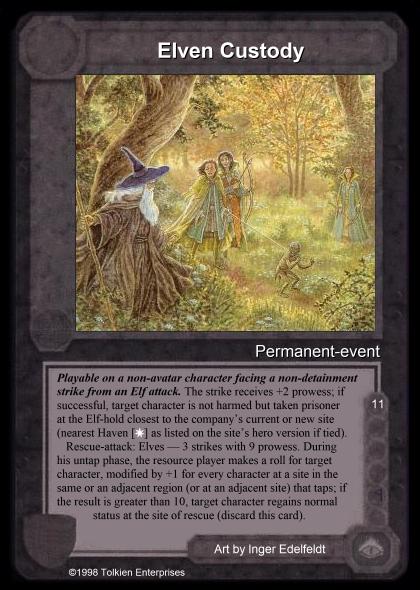 Elven Custody
Permanent-event
Playable on a non-avatar character facing a non-detainment
strike from an Elf attack. The strike receives +2 prowess; if
successful, target character is not harmed but taken prisoner
at the Elf-hold closest to the company's current or new site
(nearest Haven [✷] as listed on the site's hero version if tied).
Rescue-attack: Elves — 3 strikes with 9 prowess. During
his untap phase, the resource player makes a roll for target
character, modified by +1 for every character at a site in the
same or an adjacent region (or at an adjacent site) that taps; if
the result is greater than 10, target character regains normal
status at the site of rescue (discard this card).
11
Art by Inger Edelfeldt
©1998 Tolkien Enterprises